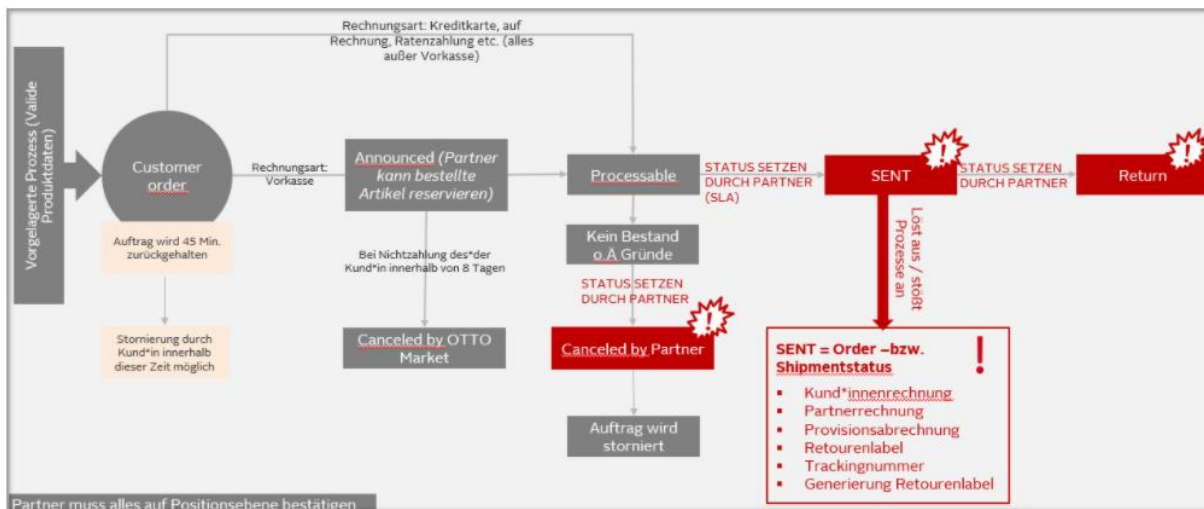 Rechnungsart: Kreditkarte, auf
Rechnung, Ratenzahlung etc. (alles
außer Vorkasse)
Vorgelagerte Prozess (Valide
Produktdaten)
Customer
order
Rechnungsart:
Vorkasse
Announced (Partner
kann bestellte
Artikel reservieren)
Processable
STATUS SETZEN
DURCH PARTNER
(SLA)
SENT
!
STATUS SETZEN
DURCH PARTNER
Return
!
Auftrag wird 45 Min.
zurückgehalten
Stornierung durch
Kund*in innerhalb
dieser Zeit möglich
Bei Nichtzahlung des*der
Kund*in innerhalb von 8 Tagen
Canceled by OTTO
Market
Kein Bestand
o.Ä Gründe
STATUS SETZEN
DURCH PARTNER
Canceled by Partner
!
Auftrag wird
storniert
Löst aus / stößt
Prozesse an
SENT = Order –bzw.
Shipmentstatus
!
▪ Kund*innenrechnung
▪ Partnerrechnung
▪ Provisionsabrechnung
▪ Retourenlabel
▪ Trackingnummer
▪ Generierung Retourenlabel
Partner muss alles auf Positionsebene bestätigen